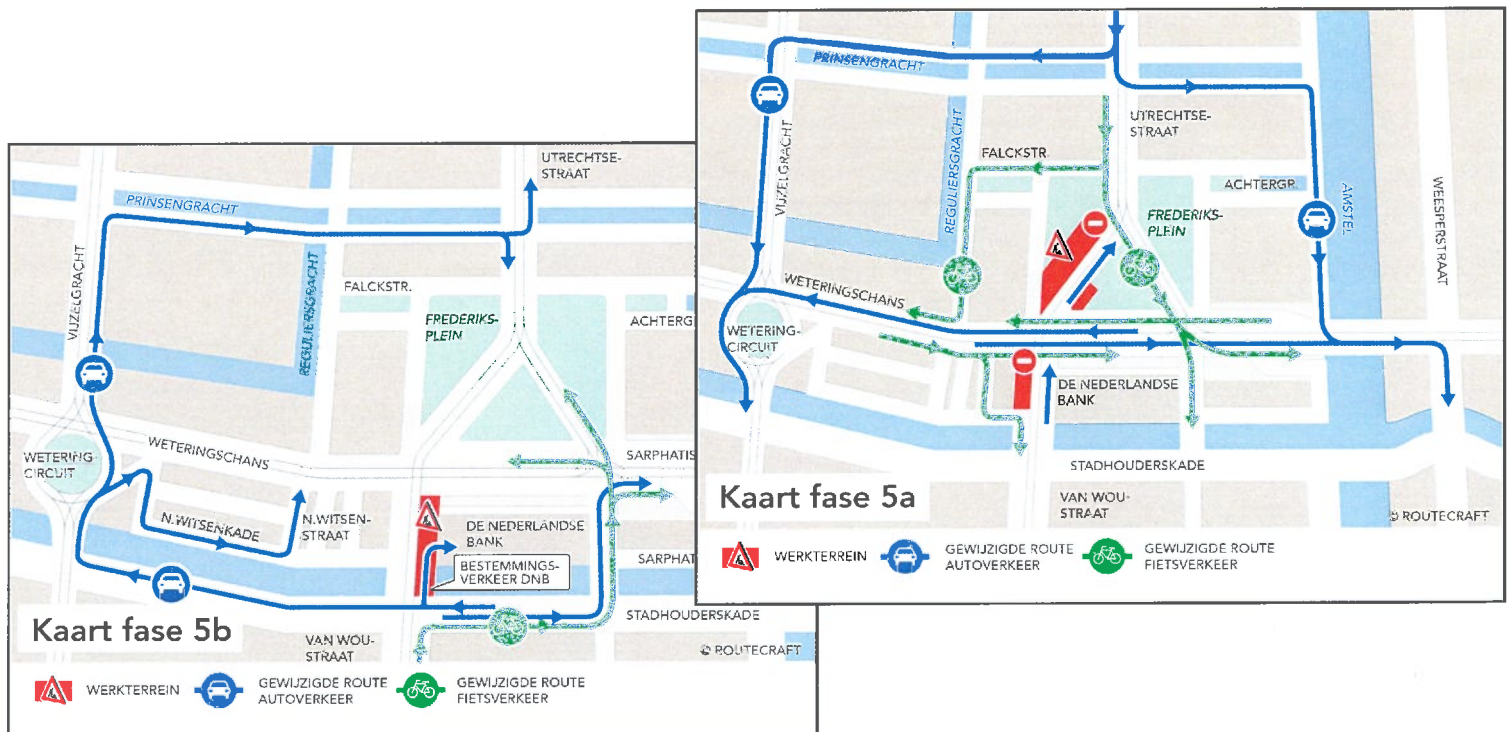 PRINSENGRACHT
VIJZELGRACHT
REGULIERSGRACHT
UTRECHTSE-
STRAAT
FALCKSTR.
ACHTERGR.
FREDERIKS-
PLEIN
AMSTEL
WEESPERSTRAAT
WETERINGSCHANS
WETERING-
CIRCUIT
DE NEDERLANDSE
BANK
STADHOUDERSKADE
VAN WOU-
STRAAT
Kaart fase 5a
© ROUTECRAFT
WERKTERREIN
GEWIJZIGDE ROUTE
AUTOVERKEER
GEWIJZIGDE ROUTE
FIETSVERKEER
UTRECHTSE-
STRAAT
PRINSENGRACHT
VIJZELGRACHT
REGULIERSGRACHT
FALCKSTR.
FREDERIKS-
PLEIN
ACHTERG
WETERINGSCHANS
WETERING-
CIRCUIT
SARPHATIS
N.WITSENKADE
N.WITSEN-
STRAAT
DE NEDERLANDSE
BANK
BESTEMMINGS-
VERKEER DNB
SARPHAT
STADHOUDERSKADE
Kaart fase 5b
VAN WOU-
STRAAT
© ROUTECRAFT
WERKTERREIN
GEWIJZIGDE ROUTE
AUTOVERKEER
GEWIJZIGDE ROUTE
FIETSVERKEER